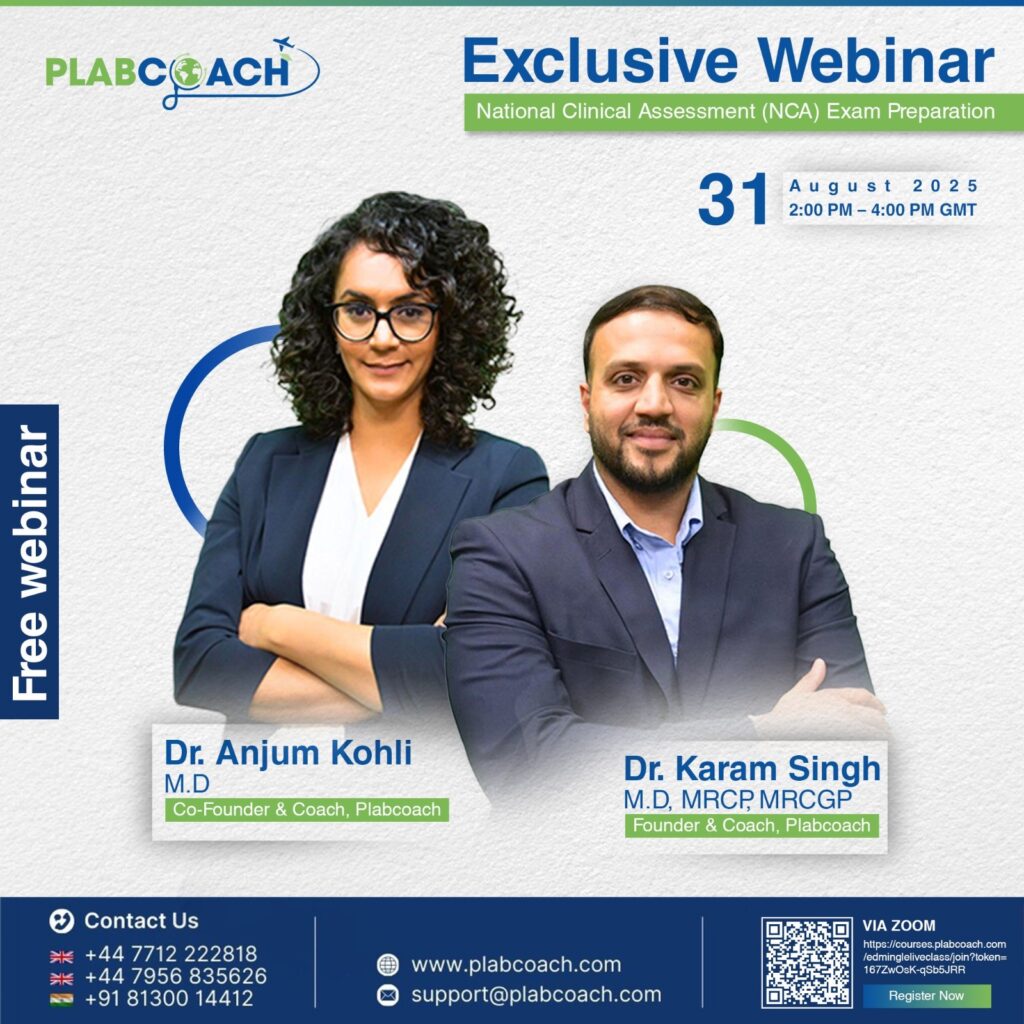 PLABCOACH
Exclusive Webinar
National Clinical Assessment (NCA) Exam Preparation
31
August 2025
2:00 PM – 4:00 PM GMT
Free webinar
Dr. Anjum Kohli
M.D
Co-Founder & Coach, Plabcoach
Dr. Karam Singh
M.D, MRCP, MRCGP
Founder & Coach, Plabcoach
Contact Us
+44 7712 222818
+44 7956 835626
+91 81300 14412
www.plabcoach.com
support@plabcoach.com
VIA ZOOM
https://courses.plabcoach.com
/edmingleliveclass/join?token=
167ZwOsK-qSb5JRR
Register Now